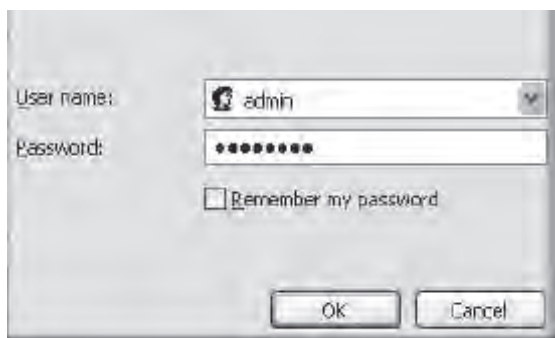 User name: admin
Password: ●●●●●●●●
Remember my password
OK Cancel